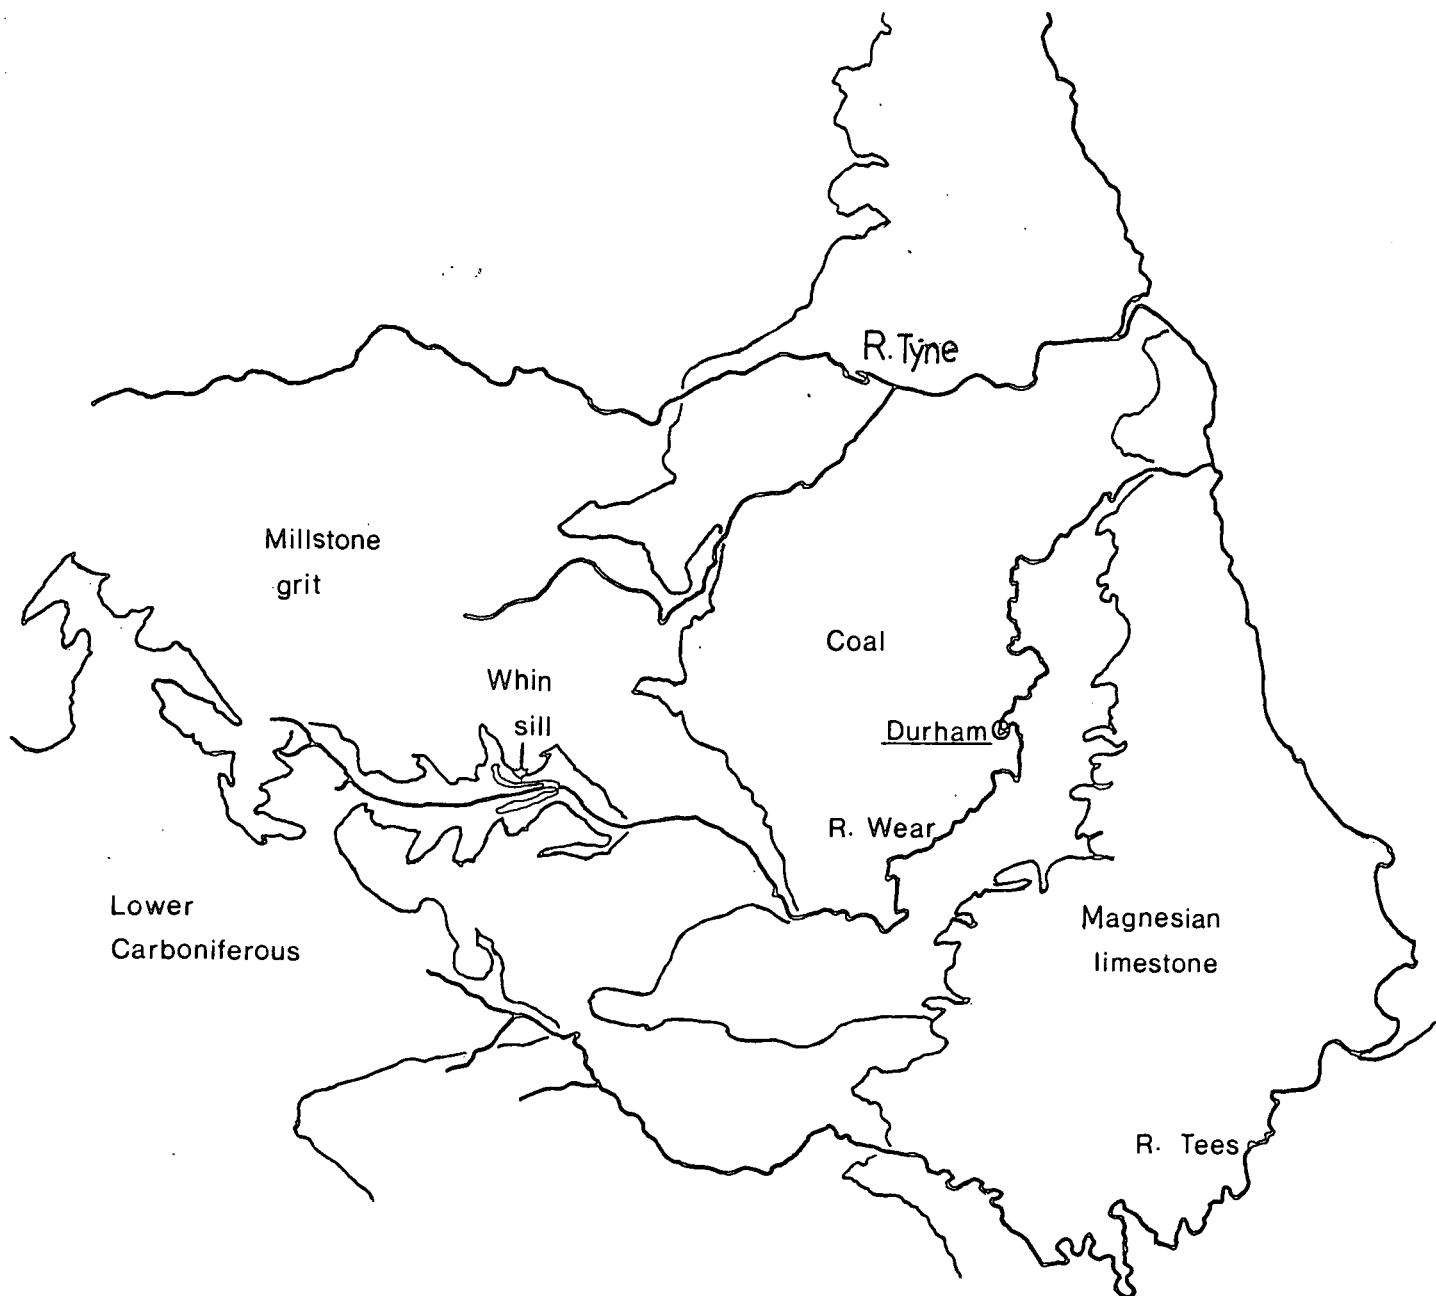 R. Tyne
Millstone
grit
Coal
Whin
sill
Durham
R. Wear
Lower
Carboniferous
Magnesian
limestone
R. Tees